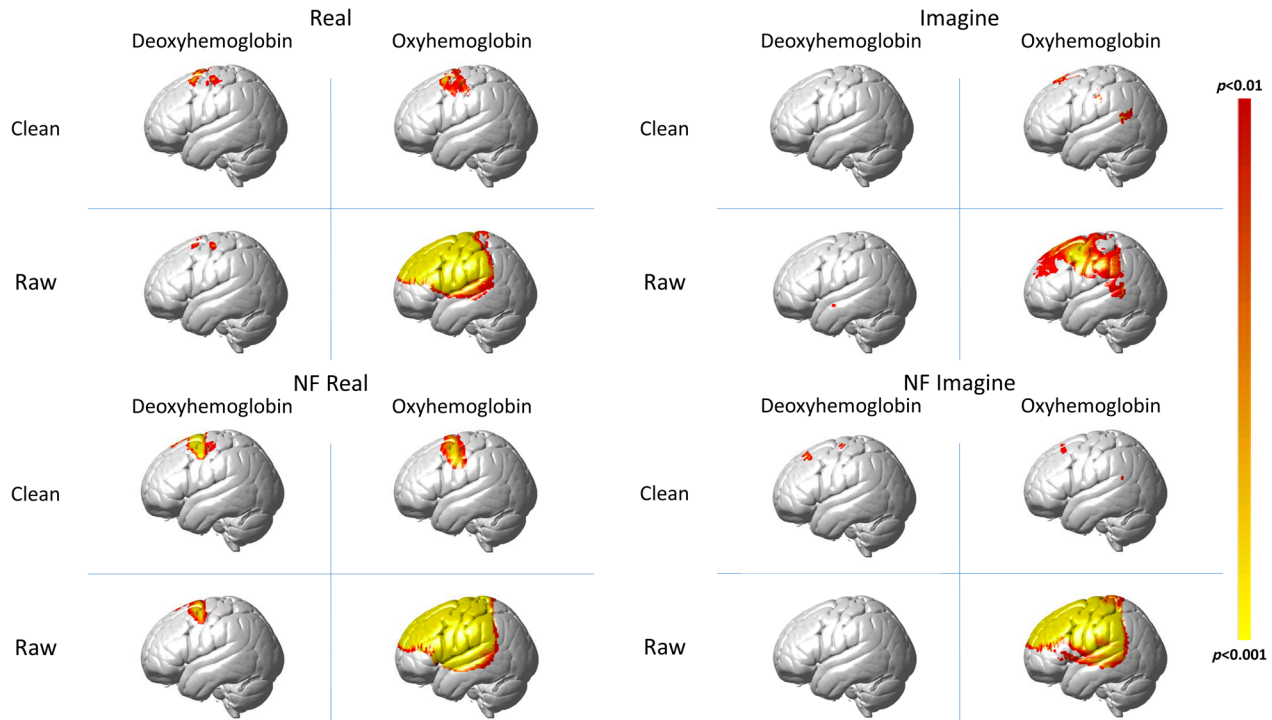 Real
Imagine
Deoxyhemoglobin Oxyhemoglobin
Deoxyhemoglobin Oxyhemoglobin
p<0.01
Clean
Clean
Raw
Raw
NF Real
NF Imagine
Deoxyhemoglobin Oxyhemoglobin
Deoxyhemoglobin Oxyhemoglobin
Clean
Clean
Raw
Raw
p<0.001